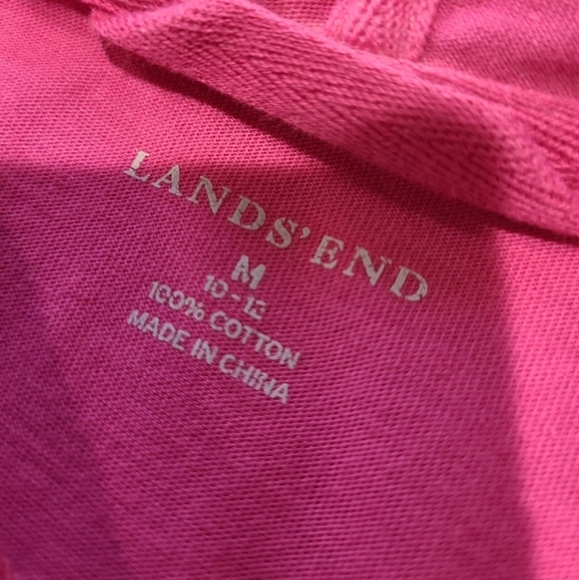 LANDS' END
M
10-12
100% COTTON
MADE IN CHINA